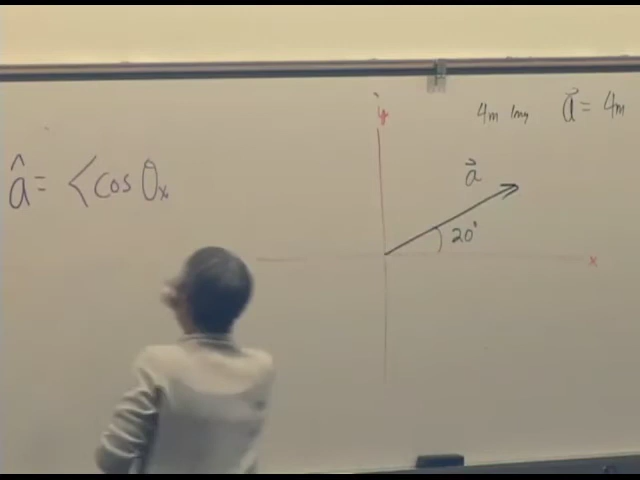 y
4m long a⃗ = 4m
a⃗
â = <cos θx
20°
x